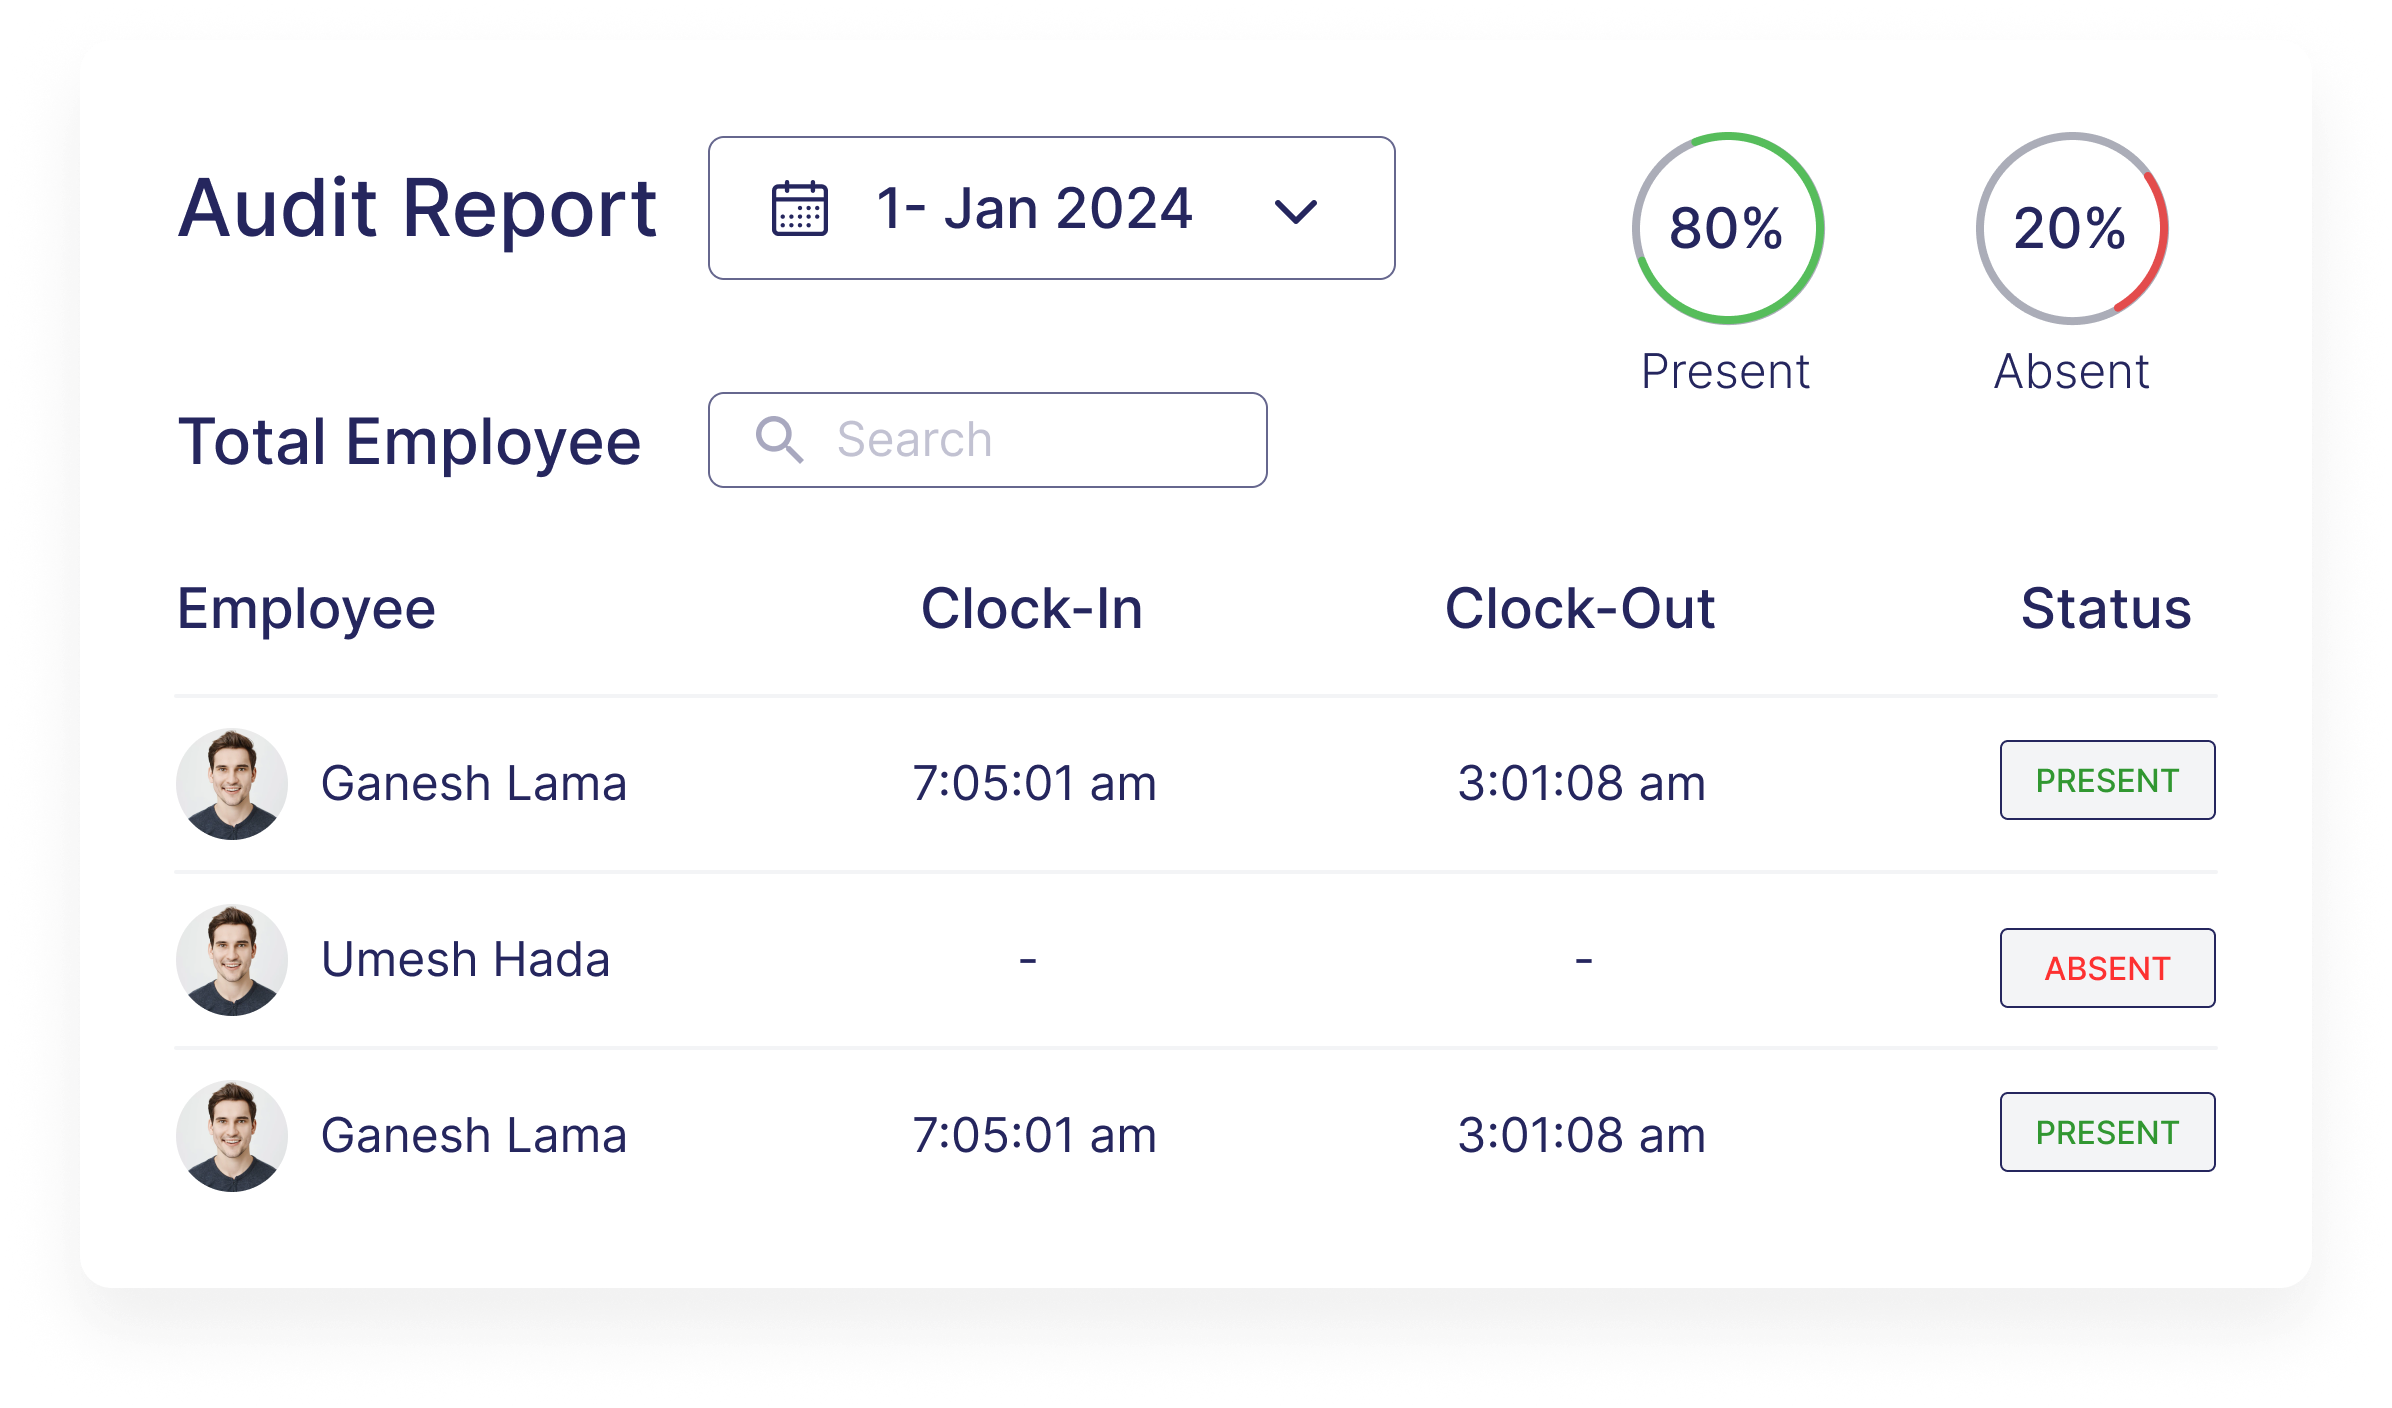 Audit Report
1- Jan 2024
80%
20%
Present
Absent
Total Employee
Search
Employee Clock-In Clock-Out Status
Ganesh Lama 7:05:01 am 3:01:08 am PRESENT
Umesh Hada - - ABSENT
Ganesh Lama 7:05:01 am 3:01:08 am PRESENT